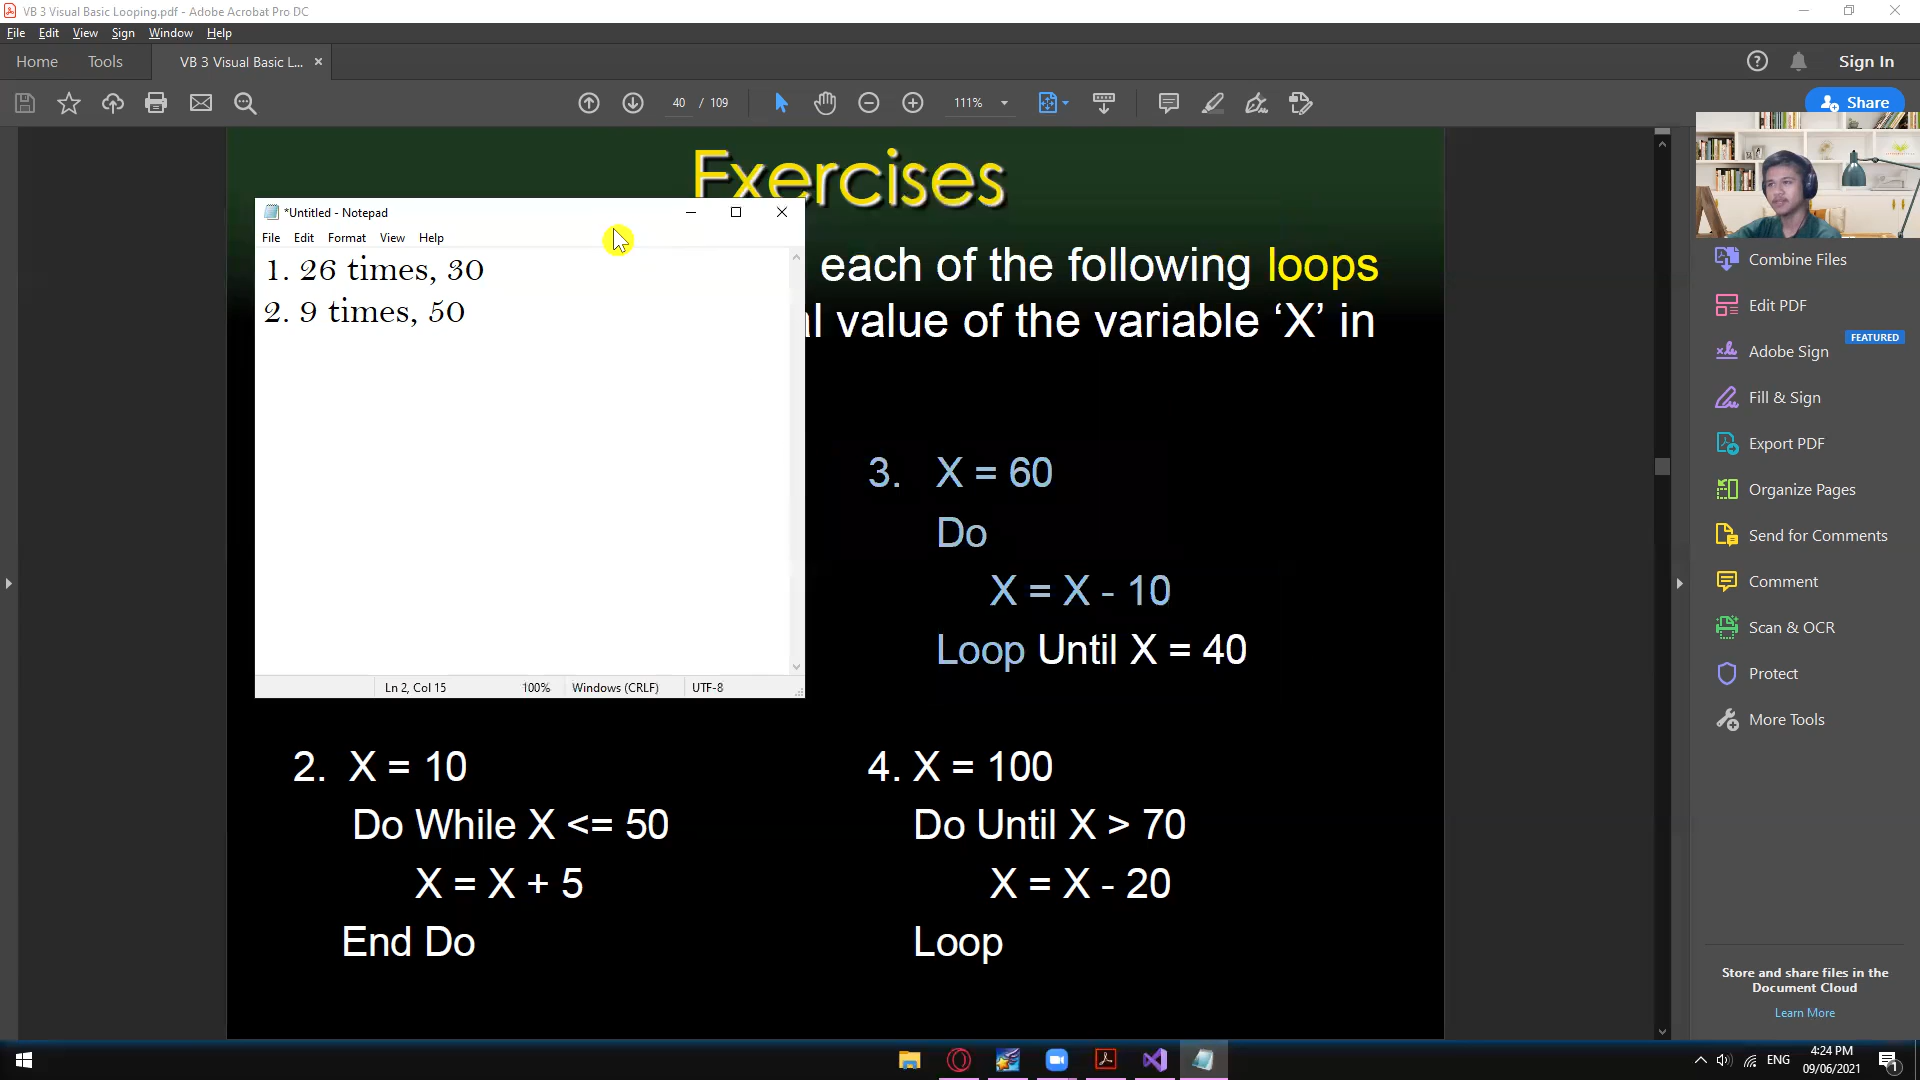 VB 3 Visual Basic Looping.pdf - Adobe Acrobat Pro DC
File Edit View Sign Window Help
Home Tools VB 3 Visual Basic L... × Sign In
40 / 109 111% Share
Exercises
*Untitled - Notepad
File Edit Format View Help
1. 26 times, 30
2. 9 times, 50
Ln 2, Col 15 100% Windows (CRLF) UTF-8
each of the following loops
value of the variable ‘X’ in
3. X = 60
Do
X = X - 10
Loop Until X = 40
2. X = 10
Do While X <= 50
X = X + 5
End Do
4. X = 100
Do Until X > 70
X = X - 20
Loop
Combine Files
Edit PDF
FEATURED
Adobe Sign
Fill & Sign
Export PDF
Organize Pages
Send for Comments
Comment
Scan & OCR
Protect
More Tools
Store and share files in the
Document Cloud
Learn More
ENG
4:24 PM
09/06/2021
1